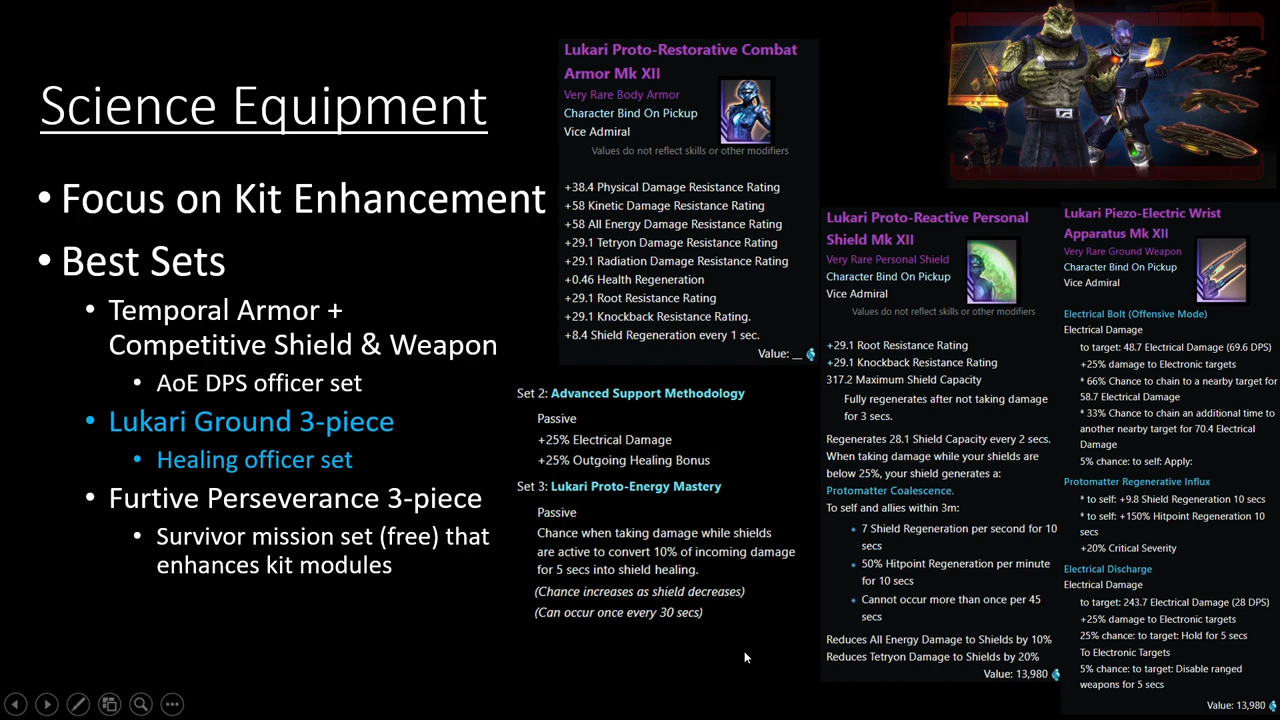 Science Equipment
• Focus on Kit Enhancement
• Best Sets
• Temporal Armor +
Competitive Shield & Weapon
• AoE DPS officer set
• Lukari Ground 3-piece
• Healing officer set
• Furtive Perseverance 3-piece
• Survivor mission set (free) that
enhances kit modules
Lukari Proto-Restorative Combat
Armor Mk XII
Very Rare Body Armor
Character Bind On Pickup
Vice Admiral
Values do not reflect skills or other modifiers
+38.4 Physical Damage Resistance Rating
+58 Kinetic Damage Resistance Rating
+58 All Energy Damage Resistance Rating
+29.1 Tetryon Damage Resistance Rating
+29.1 Radiation Damage Resistance Rating
+0.46 Health Regeneration
+29.1 Root Resistance Rating
+29.1 Knockback Resistance Rating.
+8.4 Shield Regeneration every 1 sec.
Value: __
Set 2: Advanced Support Methodology
Passive
+25% Electrical Damage
+25% Outgoing Healing Bonus
Set 3: Lukari Proto-Energy Mastery
Passive
Chance when taking damage while shields
are active to convert 10% of incoming damage
for 5 secs into shield healing.
(Chance increases as shield decreases)
(Can occur once every 30 secs)
Lukari Proto-Reactive Personal
Shield Mk XII
Very Rare Personal Shield
Character Bind On Pickup
Vice Admiral
Values do not reflect skills or other modifiers
+29.1 Root Resistance Rating
+29.1 Knockback Resistance Rating
317.2 Maximum Shield Capacity
Fully regenerates after not taking damage
for 3 secs.
Regenerates 28.1 Shield Capacity every 2 secs.
When taking damage while your shields are
below 25%, your shield generates a:
Protomatter Coalescence.
To self and allies within 3m:
• 7 Shield Regeneration per second for 10
secs
• 50% Hitpoint Regeneration per minute
for 10 secs
• Cannot occur more than once per 45
secs
Reduces All Energy Damage to Shields by 10%
Reduces Tetryon Damage to Shields by 20%
Value: 13,980
Lukari Piezo-Electric Wrist
Apparatus Mk XII
Very Rare Ground Weapon
Character Bind On Pickup
Vice Admiral
Electrical Bolt (Offensive Mode)
Electrical Damage
to target: 48.7 Electrical Damage (69.6 DPS)
+25% damage to Electronic targets
* 66% Chance to chain to a nearby target for
58.7 Electrical Damage
* 33% Chance to chain an additional time to
another nearby target for 70.4 Electrical
Damage
5% chance: to self: Apply:
Protomatter Regenerative Influx
* to self: +9.8 Shield Regeneration 10 secs
* to self: +150% Hitpoint Regeneration 10
secs
+20% Critical Severity
Electrical Discharge
Electrical Damage
to target: 243.7 Electrical Damage (28 DPS)
+25% damage to Electronic targets
25% chance: to target: Hold for 5 secs
To Electronic Targets
5% chance: to target: Disable ranged
weapons for 5 secs
Value: 13,980